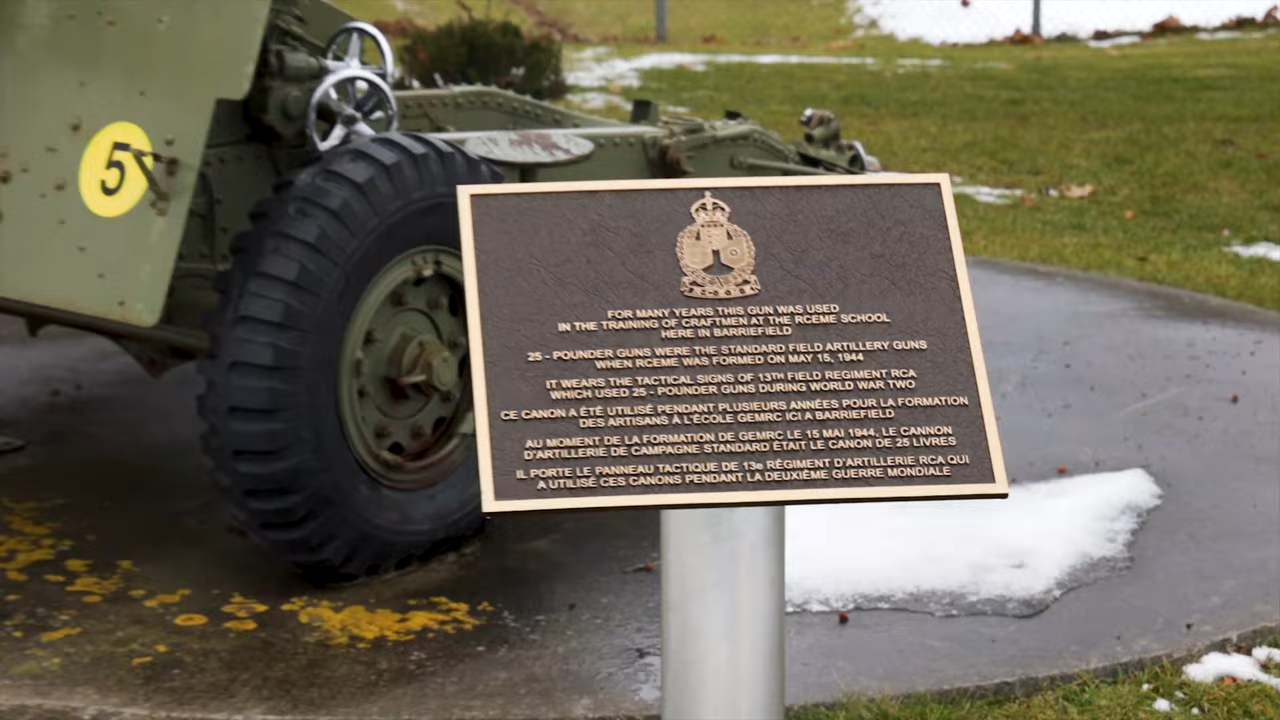 5
FOR MANY YEARS THIS GUN WAS USED
IN THE TRAINING OF CRAFTMEN AT THE RCEME SCHOOL
HERE IN BARRIEFIELD
25 - POUNDER GUNS WERE THE STANDARD FIELD ARTILLERY GUNS
WHEN RCEME WAS FORMED ON MAY 15, 1944
IT WEARS THE TACTICAL SIGNS OF 13TH FIELD REGIMENT RCA
WHICH USED 25 - POUNDER GUNS DURING WORLD WAR TWO
CE CANON A ÉTÉ UTILISÉ PENDANT PLUSIEURS ANNÉES POUR LA FORMATION
DES ARTISANS À L'ÉCOLE GEMRC ICI A BARRIEFIELD
AU MOMENT DE LA FORMATION DE GEMRC LE 15 MAI 1944, LE CANNON
D'ARTILLERIE DE CAMPAGNE STANDARD ÉTAIT LE CANON DE 25 LIVRES
IL PORTE LE PANNEAU TACTIQUE DE 13e RÉGIMENT D'ARTILLERIE RCA QUI
A UTILISÉ CES CANONS PENDANT LA DEUXIÈME GUERRE MONDIALE